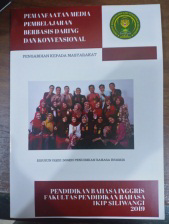 PEMANFAATAN MEDIA
PEMBELAJARAN
BERBASIS DARING
DAN KONVENSIONAL
PENGABDIAN KEPADA MASYARAKAT
PENDIDIKAN BAHASA INGGRIS
FAKULTAS PENDIDIKAN BAHASA
IKIP SILIWANGI
2019